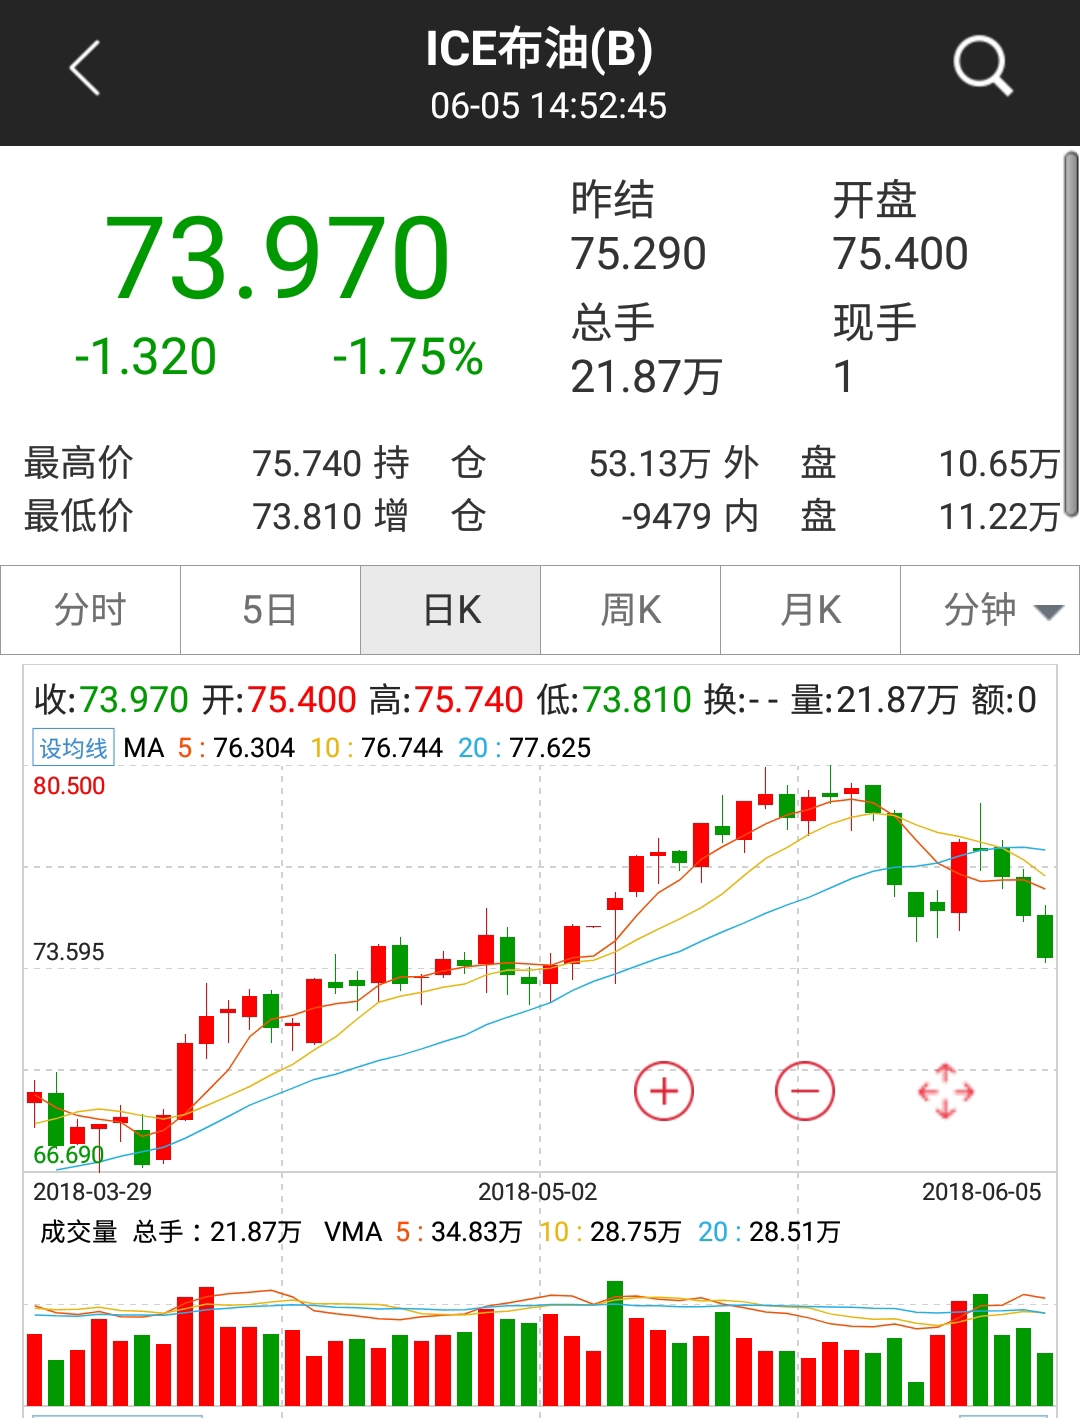 ICE布油(B)
06-05 14:52:45
73.970
-1.320 -1.75%
昨结 开盘
75.290 75.400
总手 现手
21.87万 1
最高价 75.740 持 仓 53.13万 外 盘 10.65万
最低价 73.810 增 仓 -9479 内 盘 11.22万
分时 5日 日K 周K 月K 分钟
收:73.970 开:75.400 高:75.740 低:73.810 换:-- 量:21.87万 额:0
设均线 MA 5:76.304 10:76.744 20:77.625
80.500
73.595
66.690
2018-03-29 2018-05-02 2018-06-05
成交量 总手:21.87万 VMA 5:34.83万 10:28.75万 20:28.51万